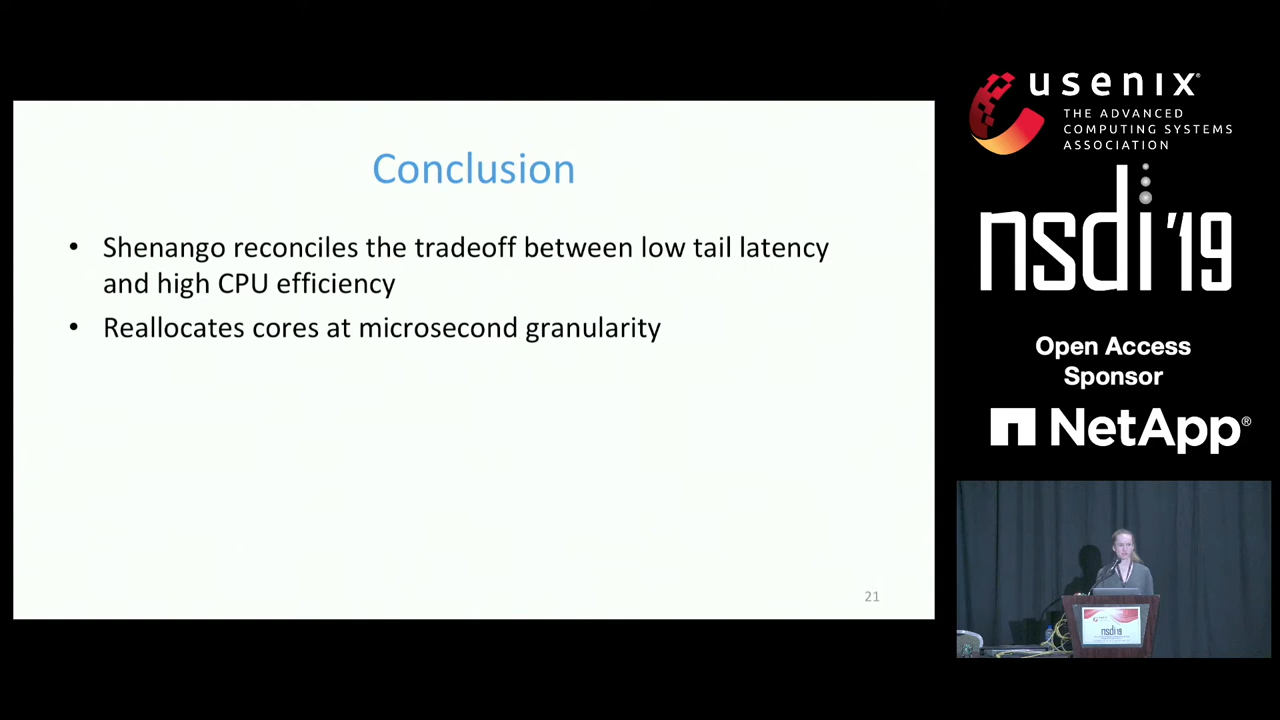 Conclusion
• Shenango reconciles the tradeoff between low tail latency
and high CPU efficiency
• Reallocates cores at microsecond granularity
21
usenix®
THE ADVANCED
COMPUTING SYSTEMS
ASSOCIATION
nsdi '19
Open Access
Sponsor
NetApp®
nsdi19